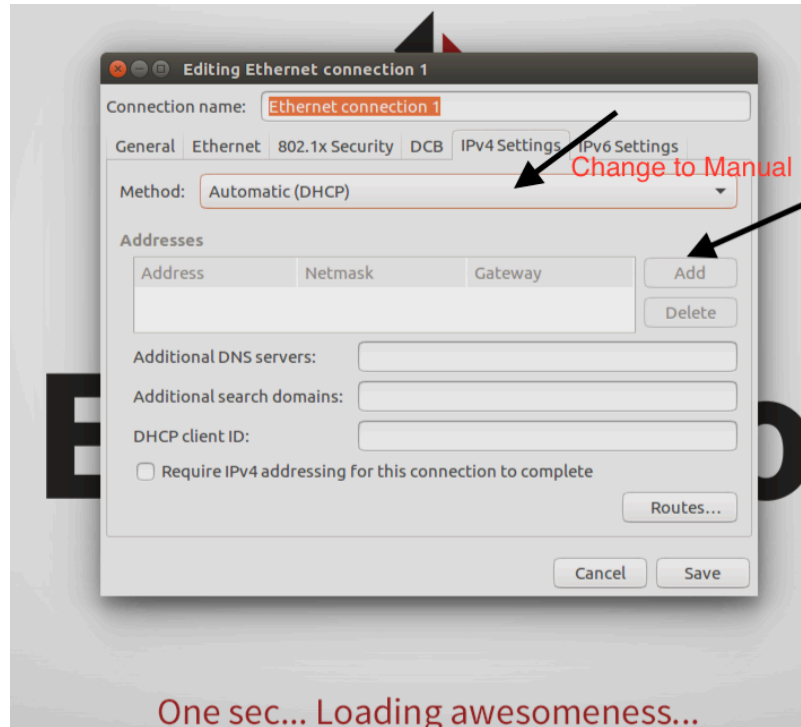 Editing Ethernet connection 1
Connection name: Ethernet connection 1
General Ethernet 802.1x Security DCB IPv4 Settings IPv6 Settings
Change to Manual
Method: Automatic (DHCP)
Addresses
Address Netmask Gateway Add
Delete
Additional DNS servers:
Additional search domains:
DHCP client ID:
Require IPv4 addressing for this connection to complete
Routes...
Cancel Save
One sec... Loading awesomeness...